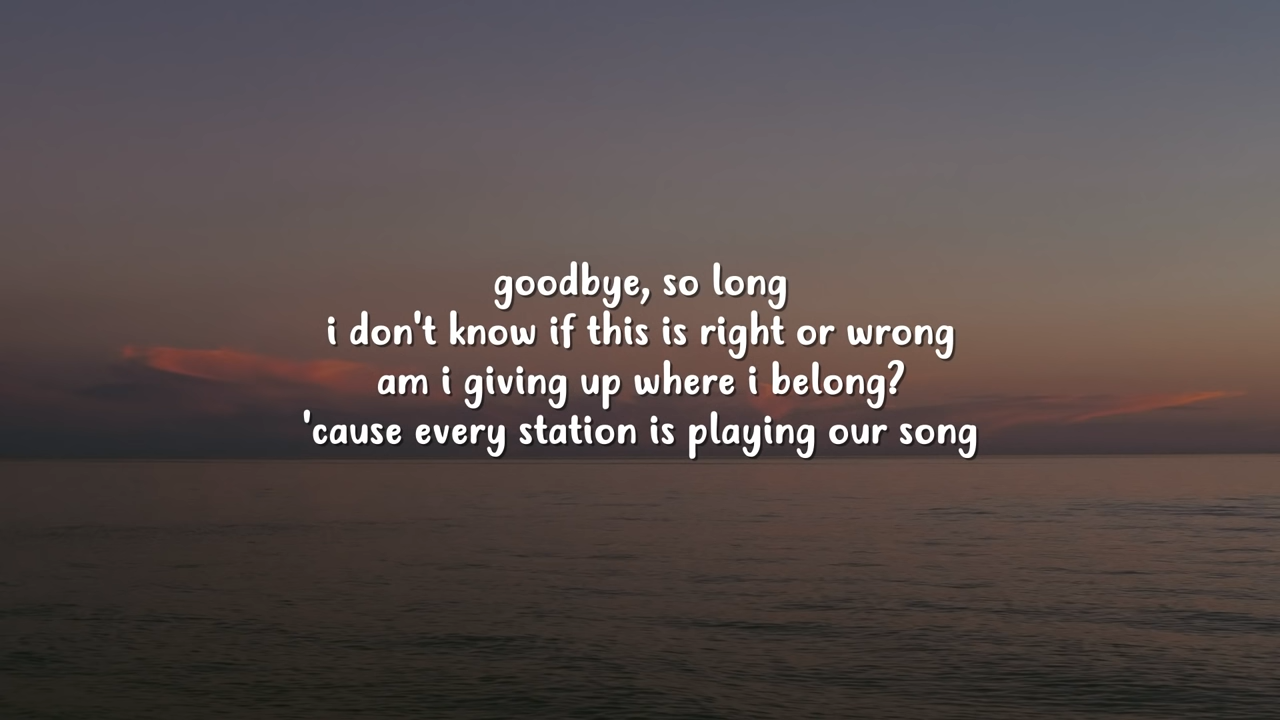 goodbye, so long
i don't know if this is right or wrong
am i giving up where i belong?
'cause every station is playing our song